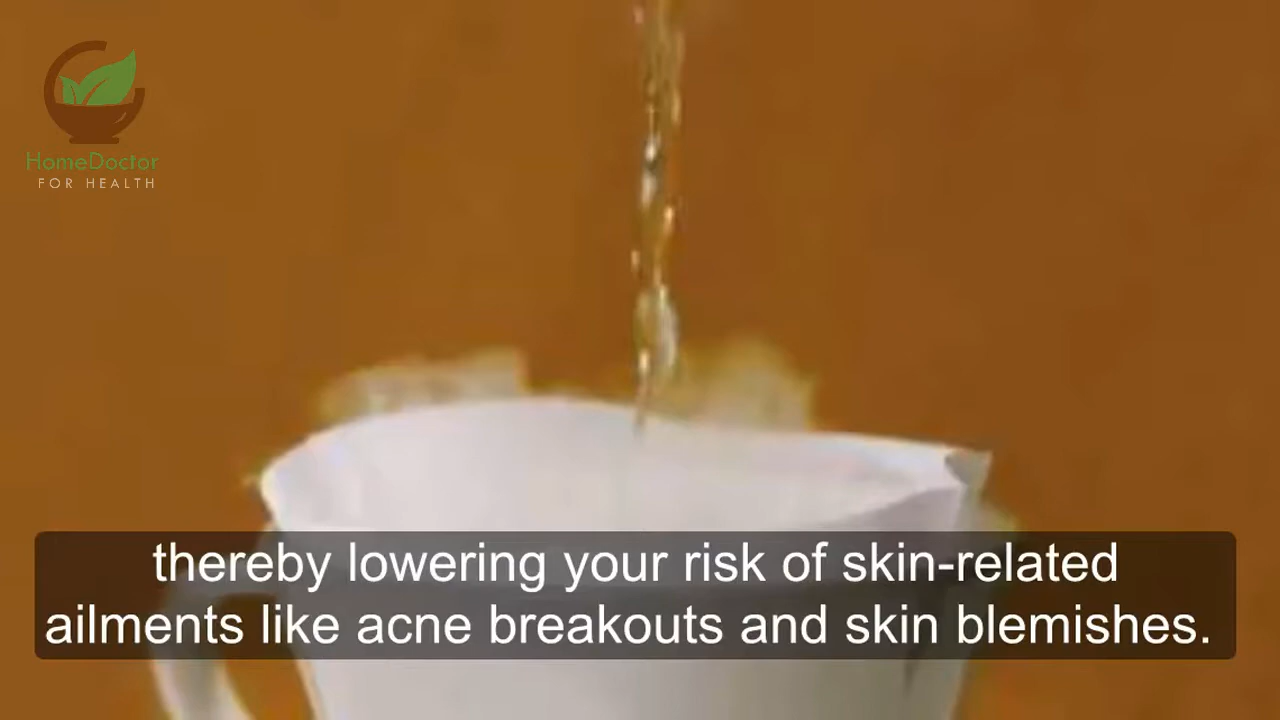 HomeDoctor
FOR HEALTH
thereby lowering your risk of skin-related
ailments like acne breakouts and skin blemishes.